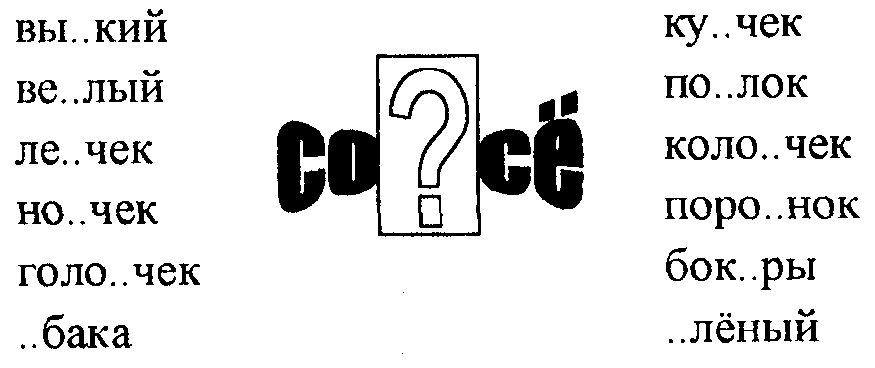 вы..кий
ве..лый
ле..чек
но..чек
голо..чек
..бака
со ? сё
ку..чек
по..лок
коло..чек
поро..нок
бок..ры
..лёный